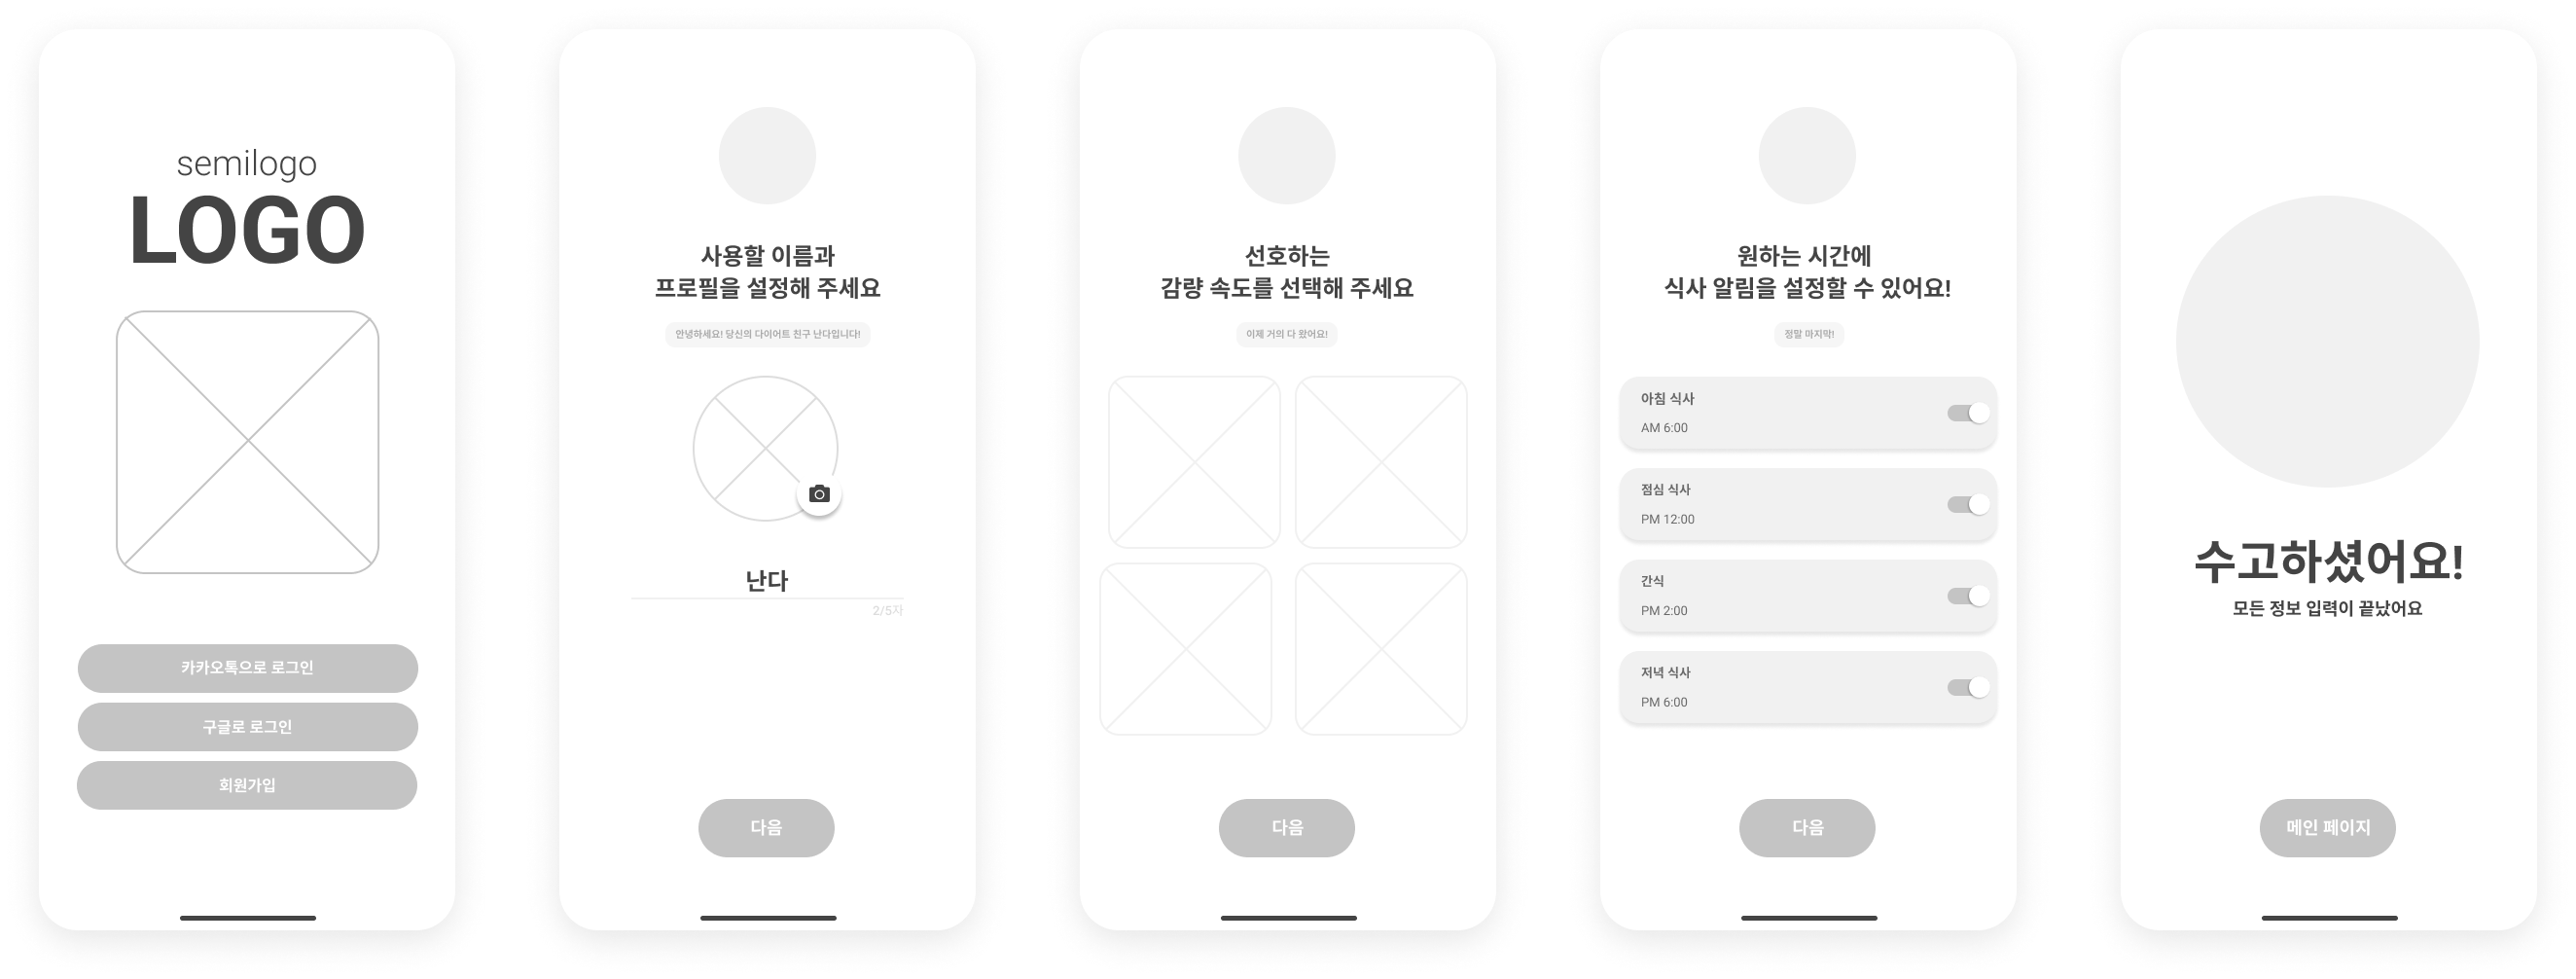 semilogo
LOGO
카카오톡으로 로그인
구글로 로그인
회원가입
사용할 이름과
프로필을 설정해 주세요
안녕하세요! 당신의 다이어트 친구 난다입니다!
난다
2/5자
다음
선호하는
감량 속도를 선택해 주세요
이제 거의 다 왔어요!
다음
원하는 시간에
식사 알림을 설정할 수 있어요!
정말 마지막!
아침 식사
AM 6:00
점심 식사
PM 12:00
간식
PM 2:00
저녁 식사
PM 6:00
다음
수고하셨어요!
모든 정보 입력이 끝났어요
메인 페이지